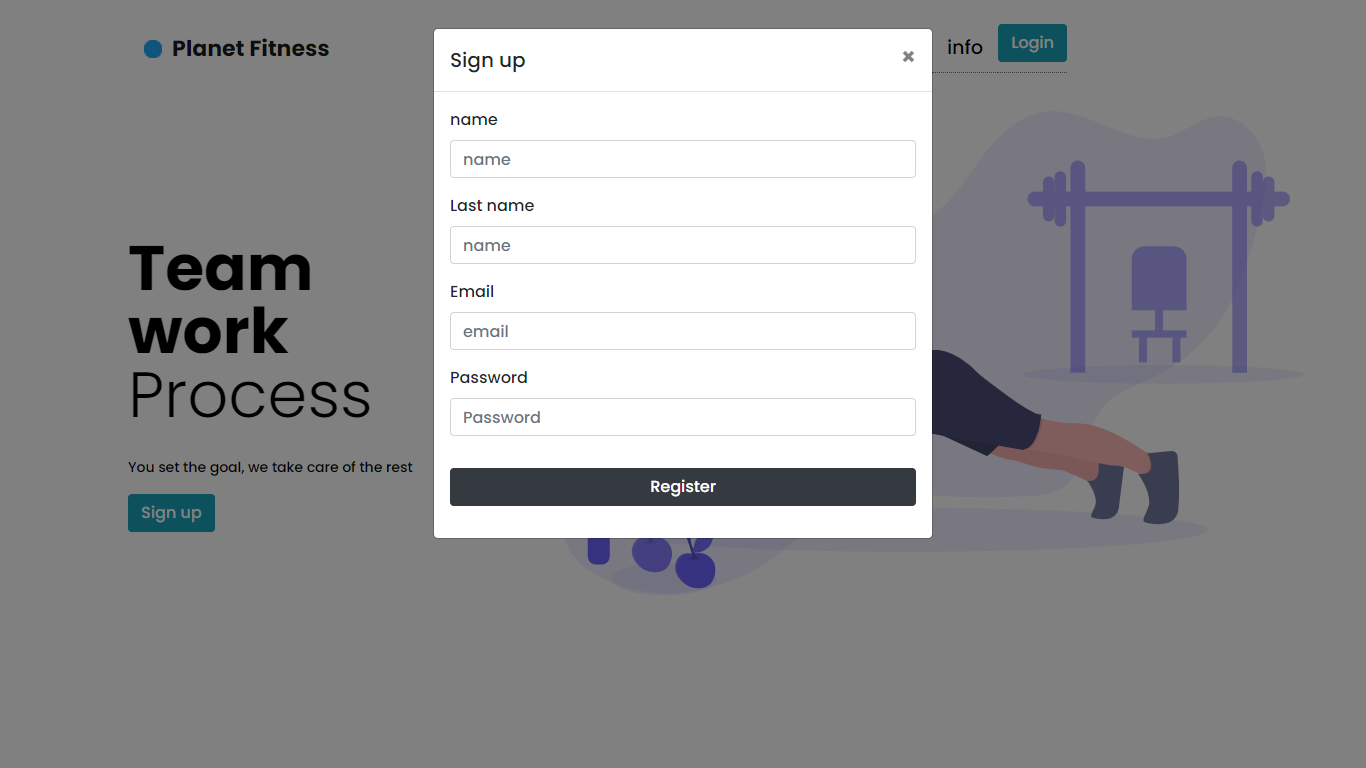 Planet Fitness
info
Login
Team
work
Process
You set the goal, we take care of the rest
Sign up
Sign up
×
name
name
Last name
name
Email
email
Password
Password
Register